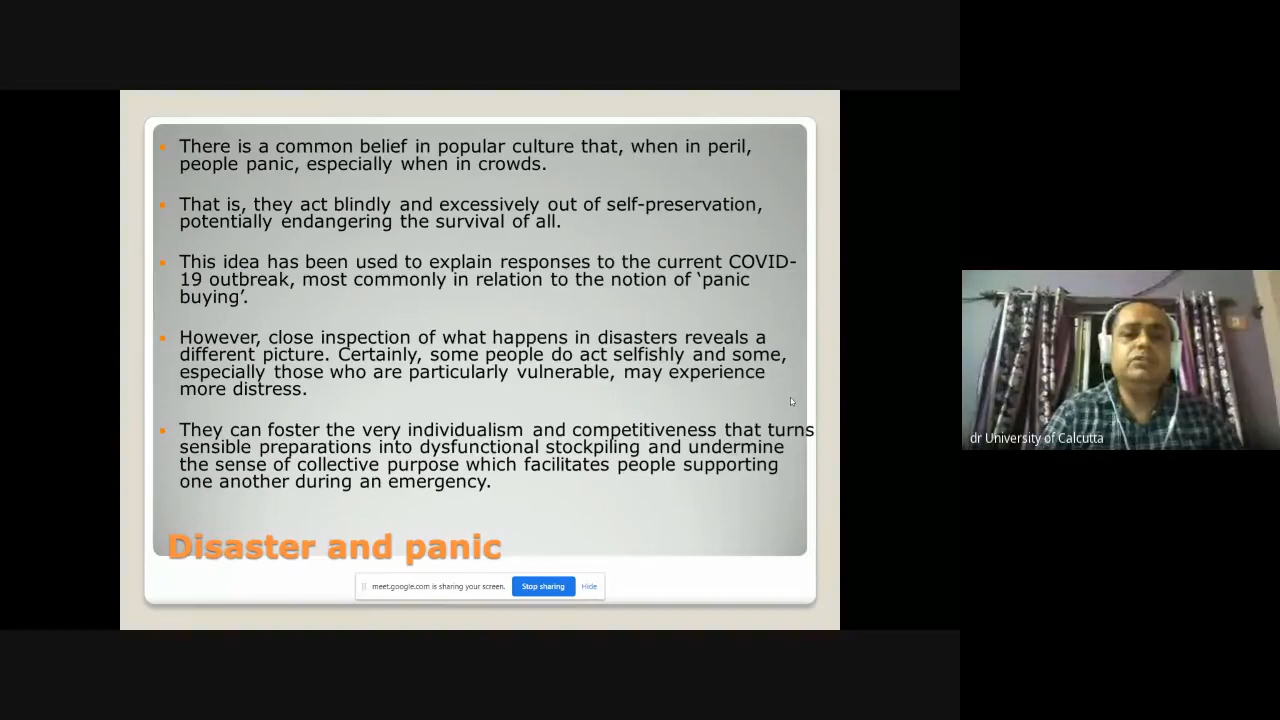 There is a common belief in popular culture that, when in peril,
people panic, especially when in crowds.
That is, they act blindly and excessively out of self-preservation,
potentially endangering the survival of all.
This idea has been used to explain responses to the current COVID-
19 outbreak, most commonly in relation to the notion of ‘panic
buying’.
However, close inspection of what happens in disasters reveals a
different picture. Certainly, some people do act selfishly and some,
especially those who are particularly vulnerable, may experience
more distress.
They can foster the very individualism and competitiveness that turns
sensible preparations into dysfunctional stockpiling and undermine
the sense of collective purpose which facilitates people supporting
one another during an emergency.
Disaster and panic
meet.google.com is sharing your screen. Stop sharing Hide
dr University of Calcutta